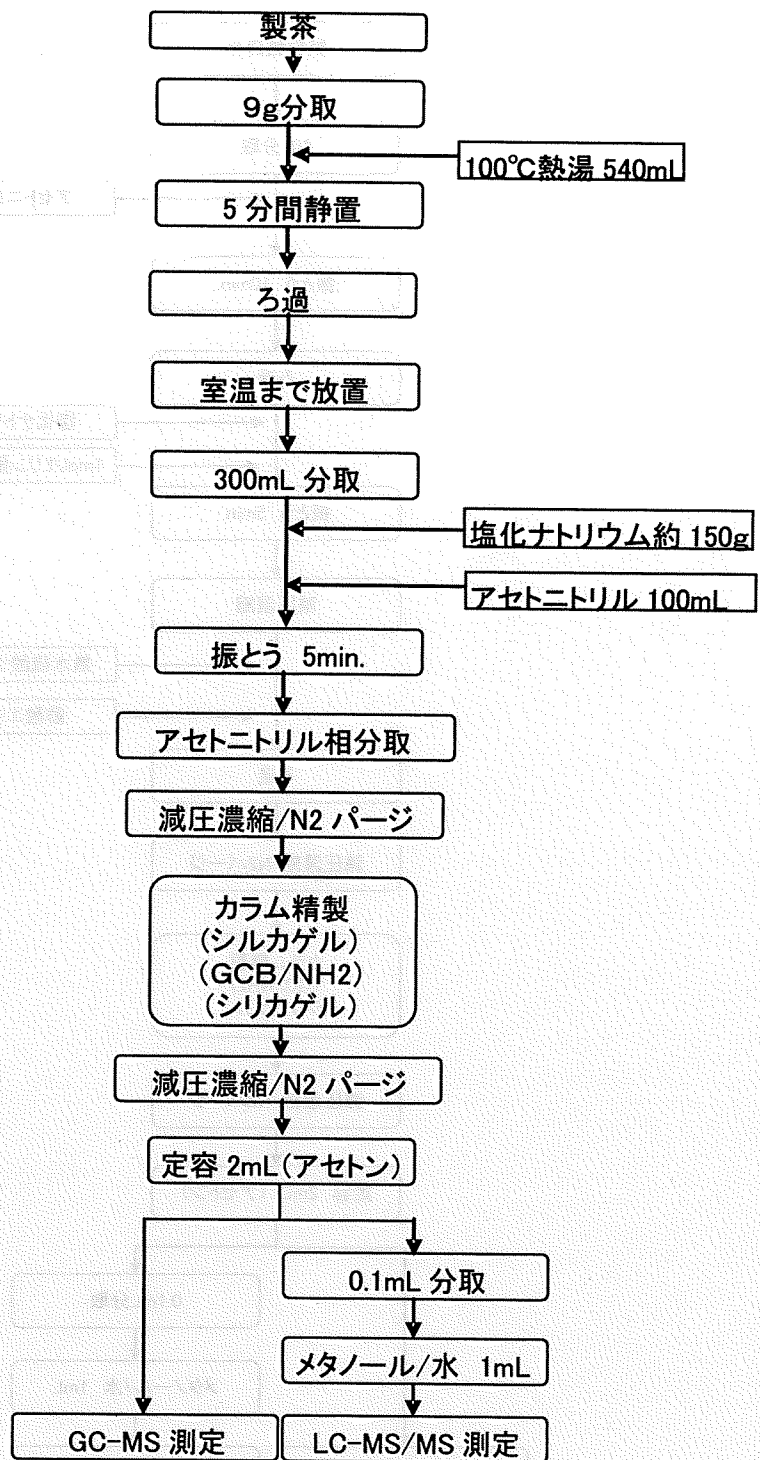 製茶
9g分取
100℃熱湯 540mL
5 分間静置
ろ過
室温まで放置
300mL 分取
塩化ナトリウム約 150g
アセトニトリル 100mL
振とう 5min.
アセトニトリル相分取
減圧濃縮/N2 パージ
カラム精製
(シルカゲル)
(GCB/NH2)
(シリカゲル)
減圧濃縮/N2 パージ
定容 2mL(アセトン)
0.1mL 分取
メタノール/水 1mL
GC-MS 測定
LC-MS/MS 測定